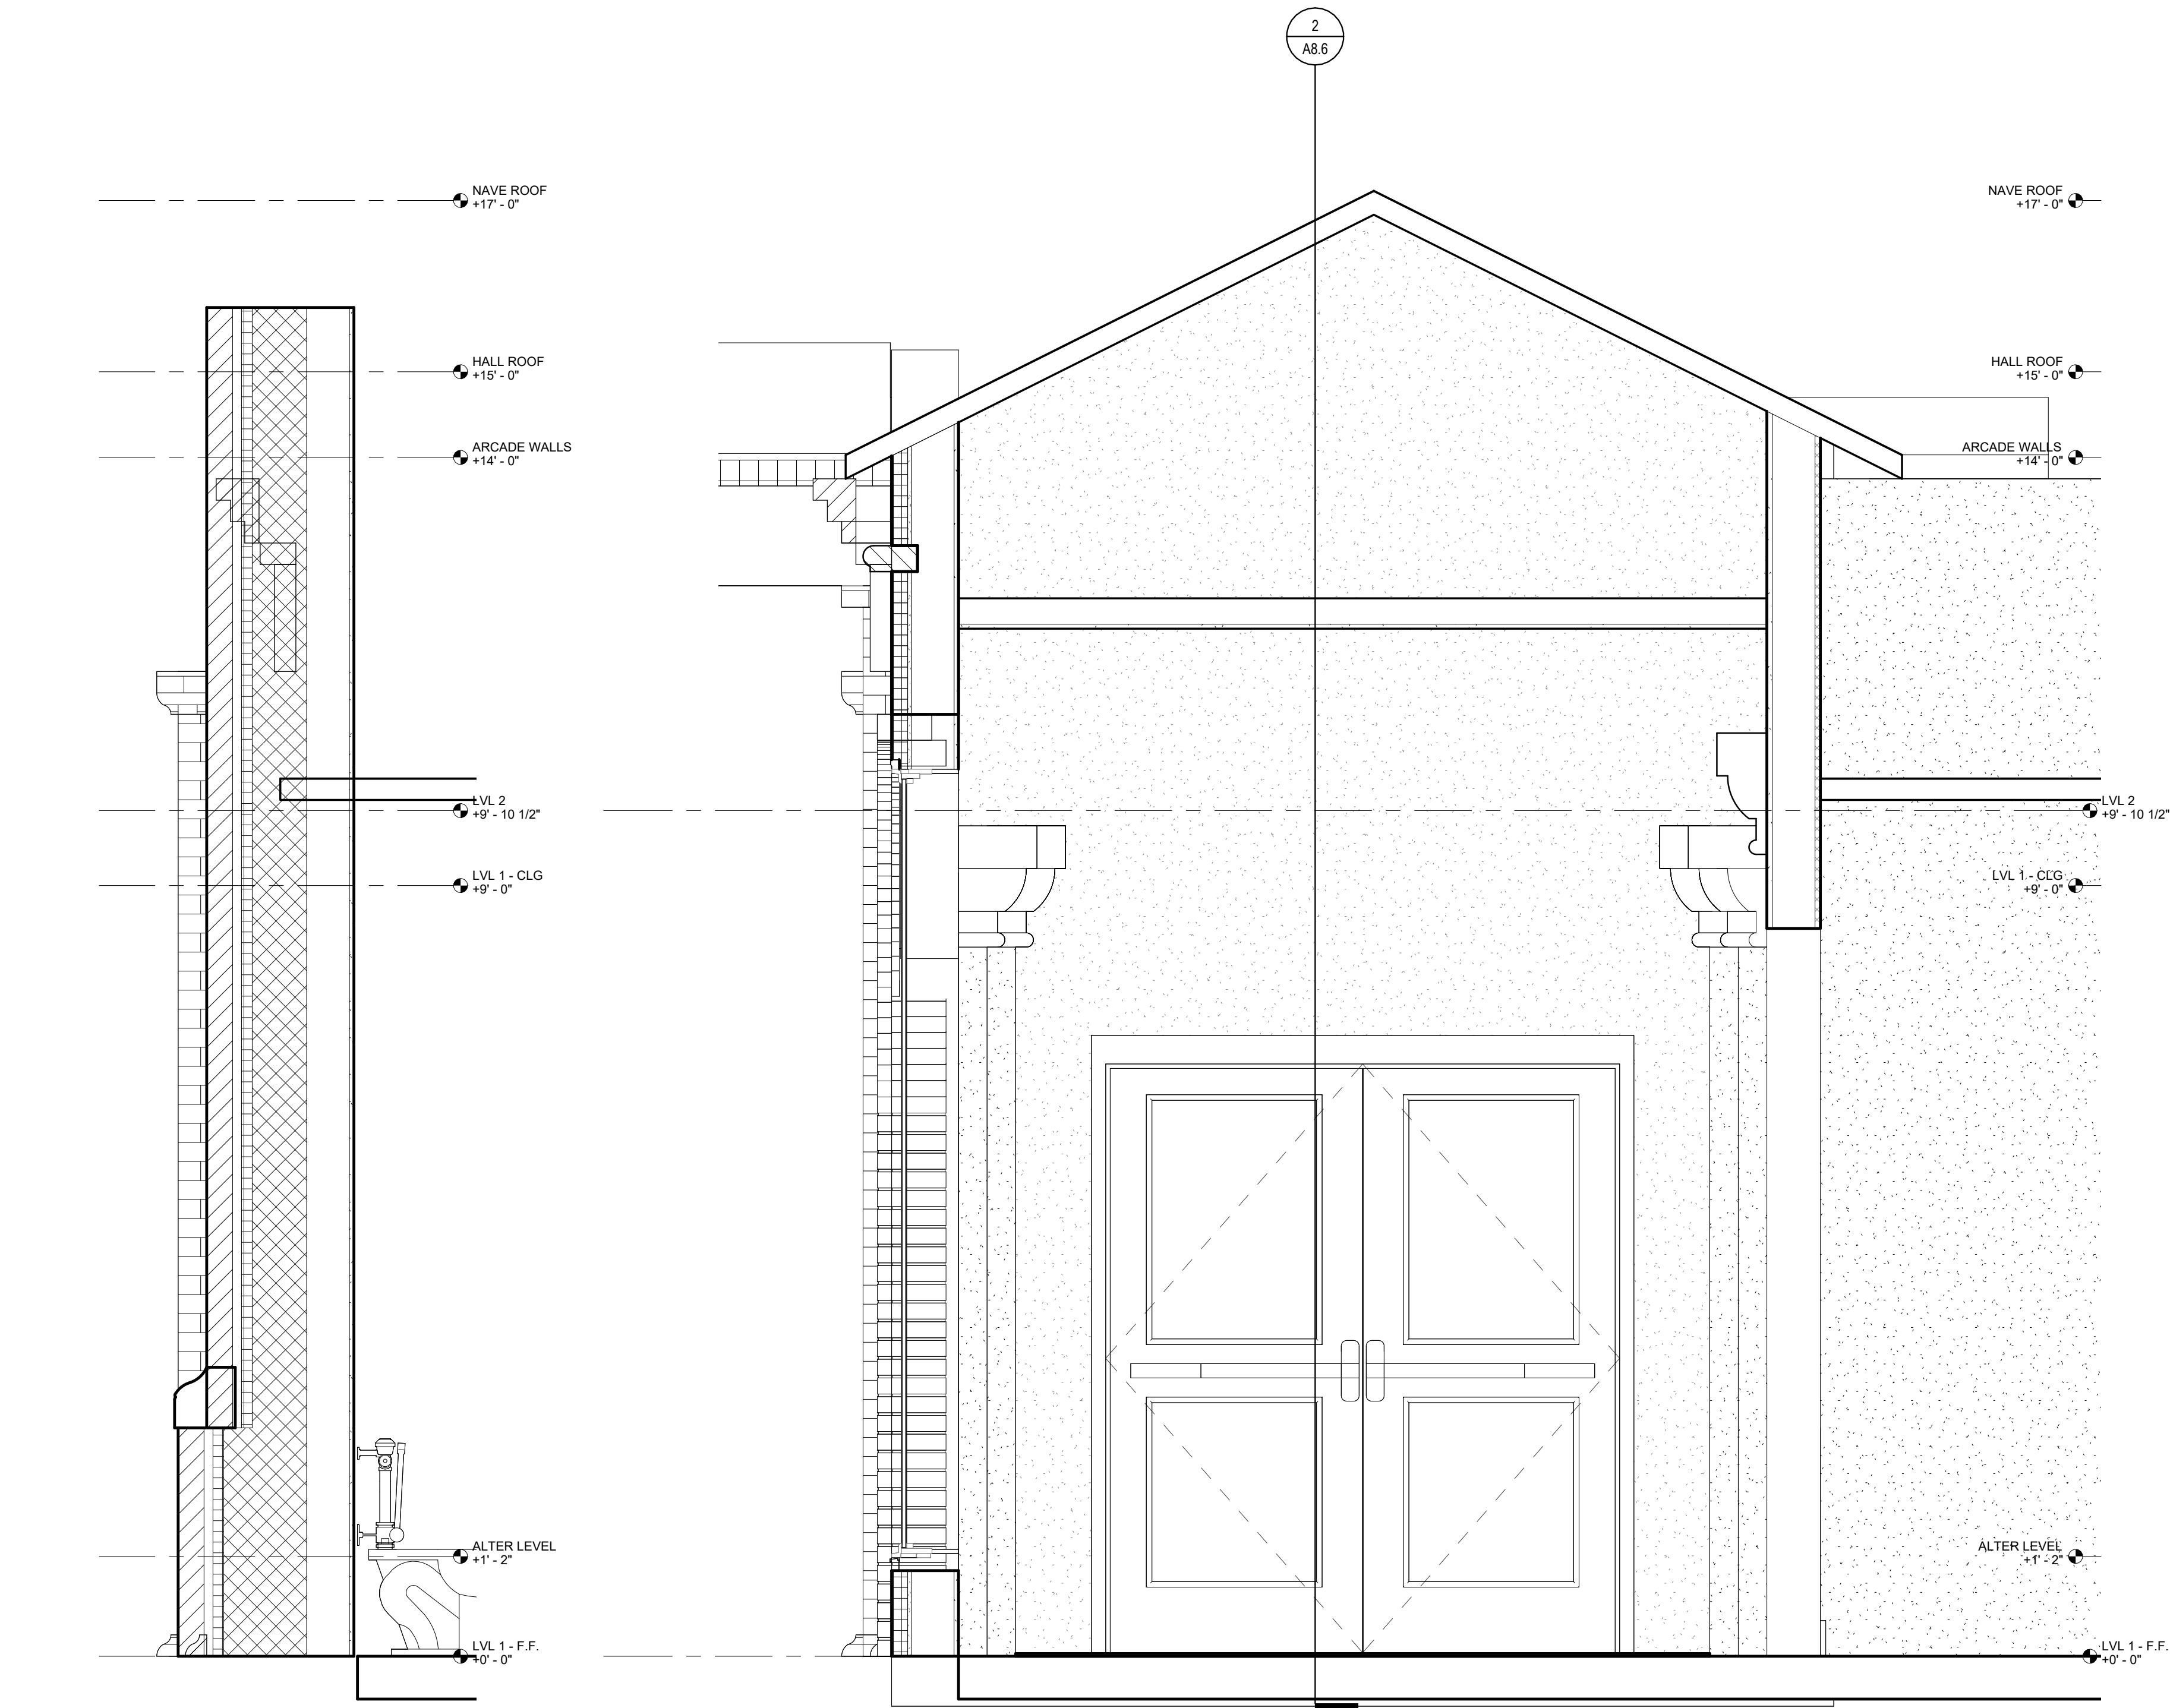 2
A8.6
NAVE ROOF
+17' - 0"
HALL ROOF
+15' - 0"
ARCADE WALLS
+14' - 0"
LVL 2
+9' - 10 1/2"
LVL 1 - CLG
+9' - 0"
ALTER LEVEL
+1' - 2"
LVL 1 - F.F.
+0' - 0"
NAVE ROOF
+17' - 0"
HALL ROOF
+15' - 0"
ARCADE WALLS
+14' - 0"
LVL 2
+9' - 10 1/2"
LVL 1 - CLG
+9' - 0"
ALTER LEVEL
+1' - 2"
LVL 1 - F.F.
+0' - 0"